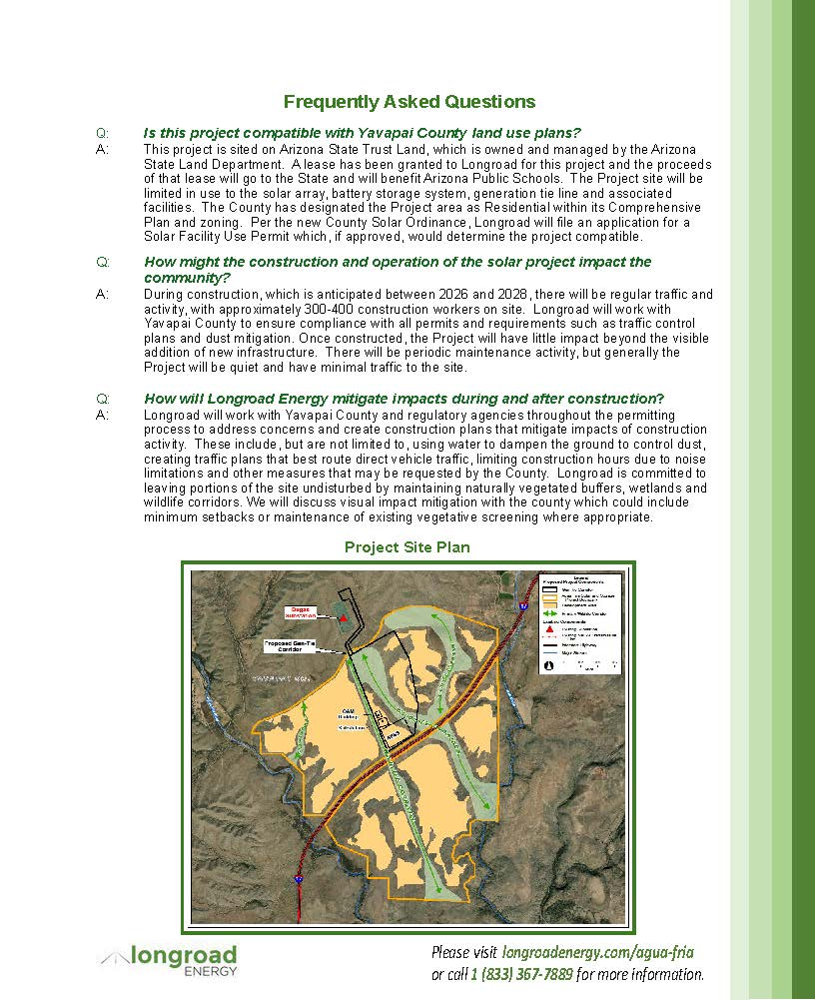 Frequently Asked Questions
Q: Is this project compatible with Yavapai County land use plans?
A: This project is sited on Arizona State Trust Land, which is owned and managed by the Arizona
State Land Department. A lease has been granted to Longroad for this project and the proceeds
of that lease will go to the State and will benefit Arizona Public Schools. The Project site will be
limited in use to the solar array, battery storage system, generation tie line and associated
facilities. The County has designated the Project area as Residential within its Comprehensive
Plan and zoning. Per the new County Solar Ordinance, Longroad will file an application for a
Solar Facility Use Permit which, if approved, would determine the project compatible.
Q: How might the construction and operation of the solar project impact the
community?
A: During construction, which is anticipated between 2026 and 2028, there will be regular traffic and
activity, with approximately 300-400 construction workers on site. Longroad will work with
Yavapai County to ensure compliance with all permits and requirements such as traffic control
plans and dust mitigation. Once constructed, the Project will have little impact beyond the visible
addition of new infrastructure. There will be periodic maintenance activity, but generally the
Project will be quiet and have minimal traffic to the site.
Q: How will Longroad Energy mitigate impacts during and after construction?
A: Longroad will work with Yavapai County and regulatory agencies throughout the permitting
process to address concerns and create construction plans that mitigate impacts of construction
activity. These include, but are not limited to, using water to dampen the ground to control dust,
creating traffic plans that best route direct vehicle traffic, limiting construction hours due to noise
limitations and other measures that may be requested by the County. Longroad is committed to
leaving portions of the site undisturbed by maintaining naturally vegetated buffers, wetlands and
wildlife corridors. We will discuss visual impact mitigation with the county which could include
minimum setbacks or maintenance of existing vegetative screening where appropriate.
Project Site Plan
Legend
Proposed Project Components
Gen-Tie Corridor
Interstate Highway
Major Stream
Dugas
Substation
Proposed Gen-Tie
Corridor
O&M
Building
Substation
BESS
17
17
longroad
ENERGY
Please visit longroadenergy.com/agua-fria
or call 1 (833) 367-7889 for more information.